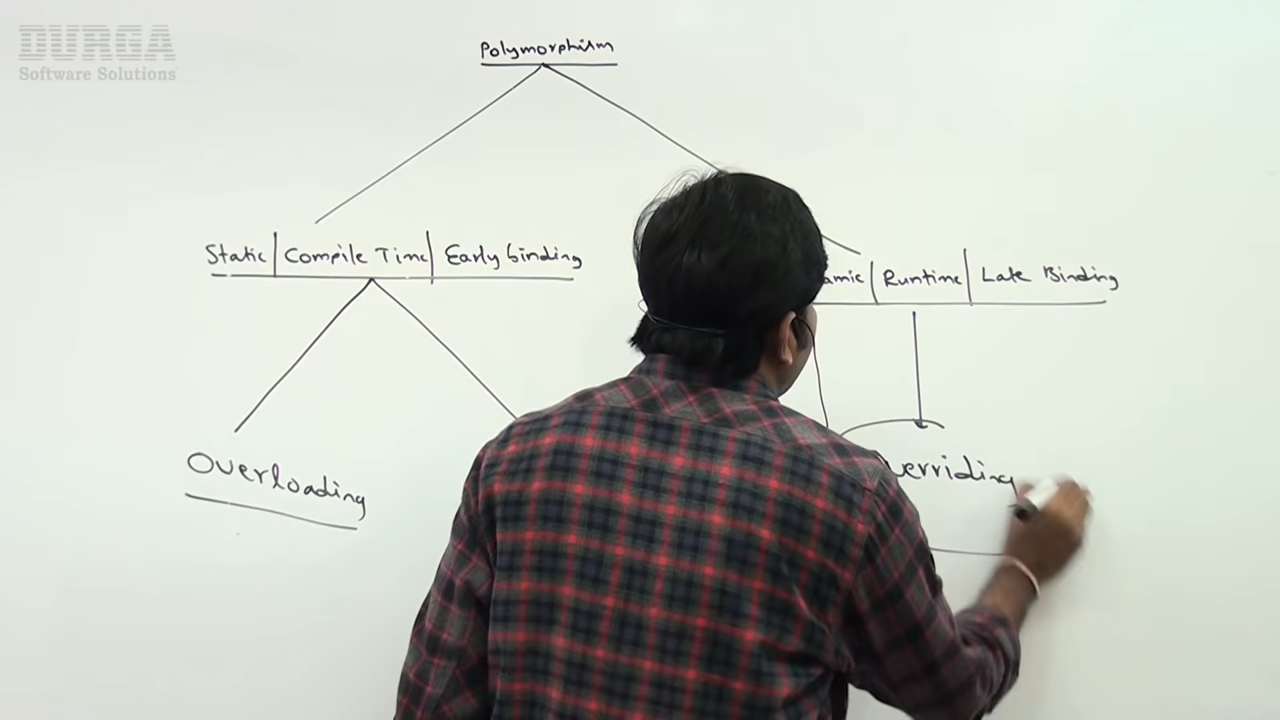 DURGA
Software Solutions
Polymorphism
Static | Compile Time | Early binding
amic | Runtime | Late Binding
Overloading
verriding